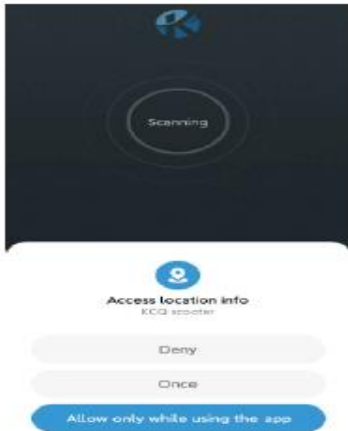 Scanning
Access location info
KCQ scooter
Deny
Once
Allow only while using the app